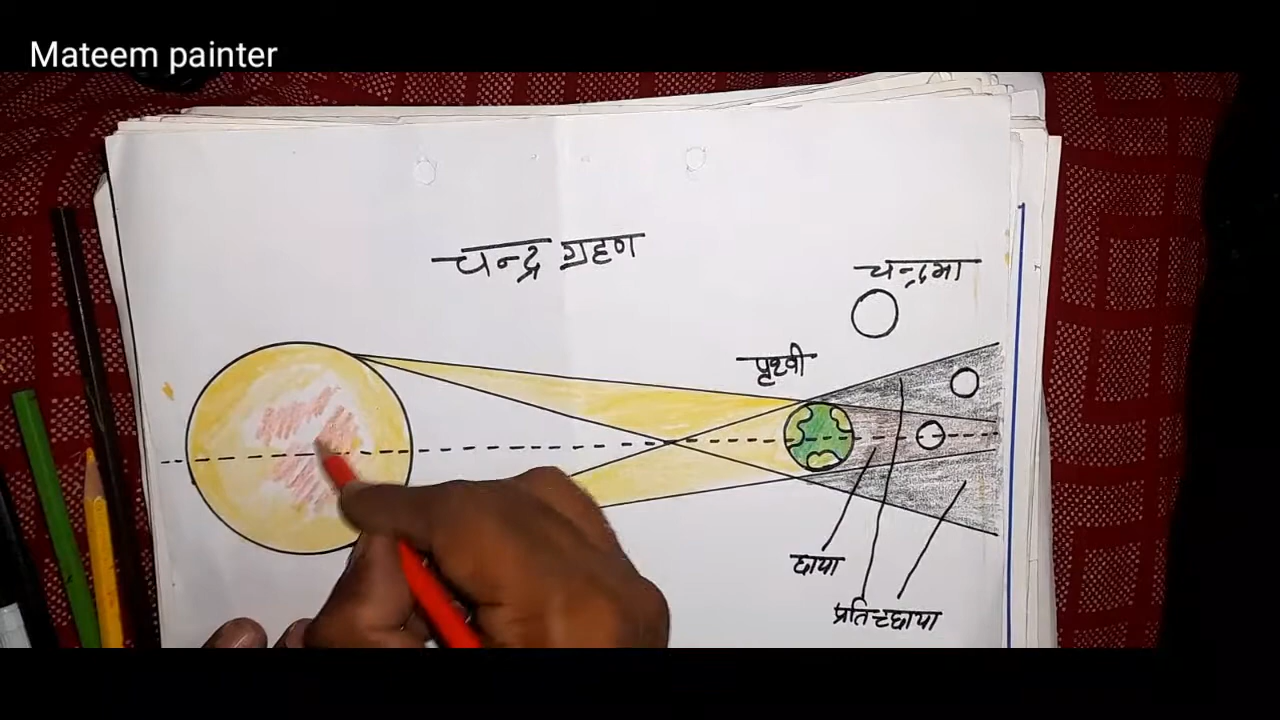 Mateem painter
चन्द्र ग्रहण
चन्द्रमा
पृथ्वी
छाया
प्रतिच्छाया